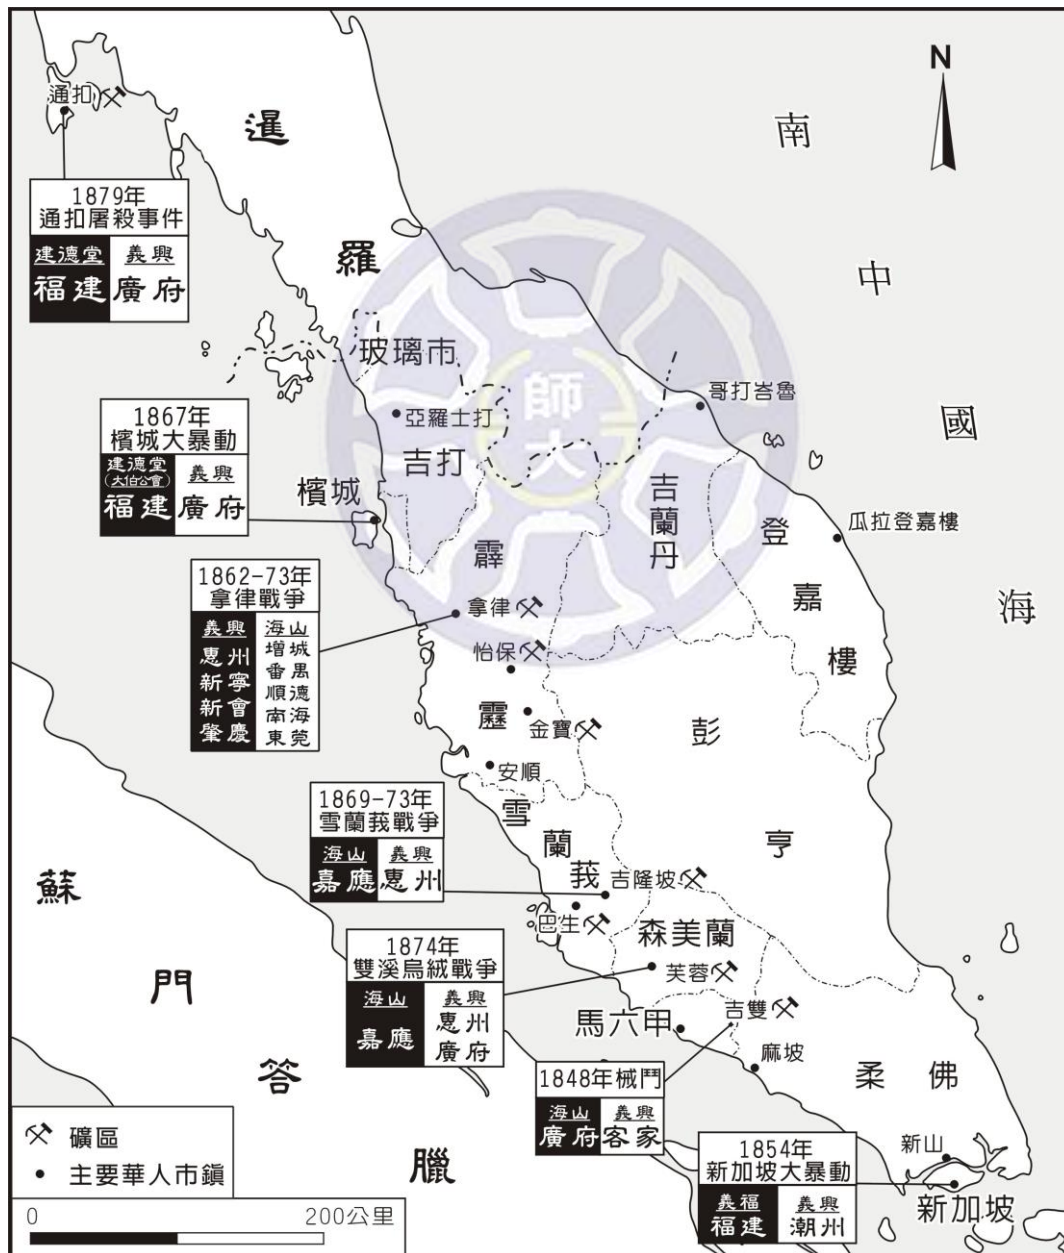 N
通扣
暹羅
南中國海
1879年
通扣屠殺事件
建德堂
福建
義興
廣府
師大
玻璃市
哥打峇魯
亞羅士打
吉打
1867年
檳城大暴動
建德堂
(大伯公會)
福建
義興
廣府
檳城
吉蘭丹
瓜拉登嘉樓
登嘉樓
霹靂
1862-73年
拿律戰爭
義興
惠州
新寧
新會
肇慶
海山
增城
番禺
順德
南海
東莞
拿律
怡保
金寶
彭亨
安順
1869-73年
雪蘭莪戰爭
海山
嘉應
義興
惠州
雪蘭莪
吉隆坡
巴生
森美蘭
1874年
雙溪烏絨戰爭
海山
嘉應
義興
惠州
廣府
芙蓉
吉雙
馬六甲
麻坡
柔佛
1848年械鬥
海山
廣府
義興
客家
新山
新加坡
1854年
新加坡大暴動
義福
福建
義興
潮州
蘇門答臘
礦區
主要華人市鎮
0 200公里